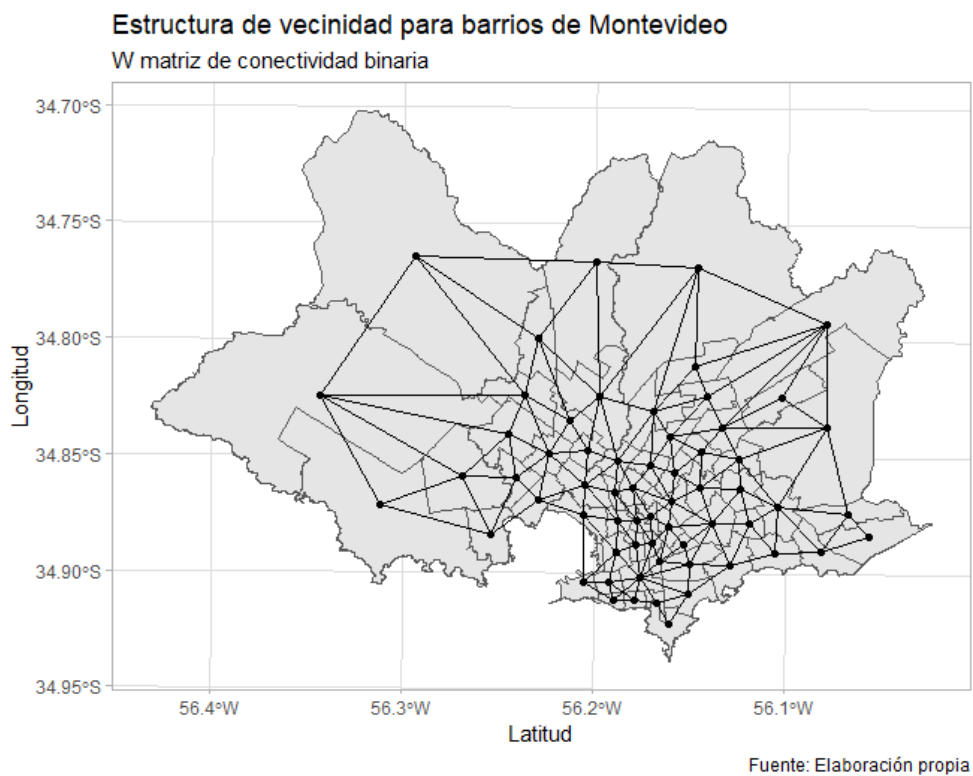 Estructura de vecinidad para barrios de Montevideo
W matriz de conectividad binaria
34.70°S
34.75°S
34.80°S
34.85°S
34.90°S
34.95°S
Longitud
56.4°W
56.3°W
56.2°W
56.1°W
Latitud
Fuente: Elaboración propia